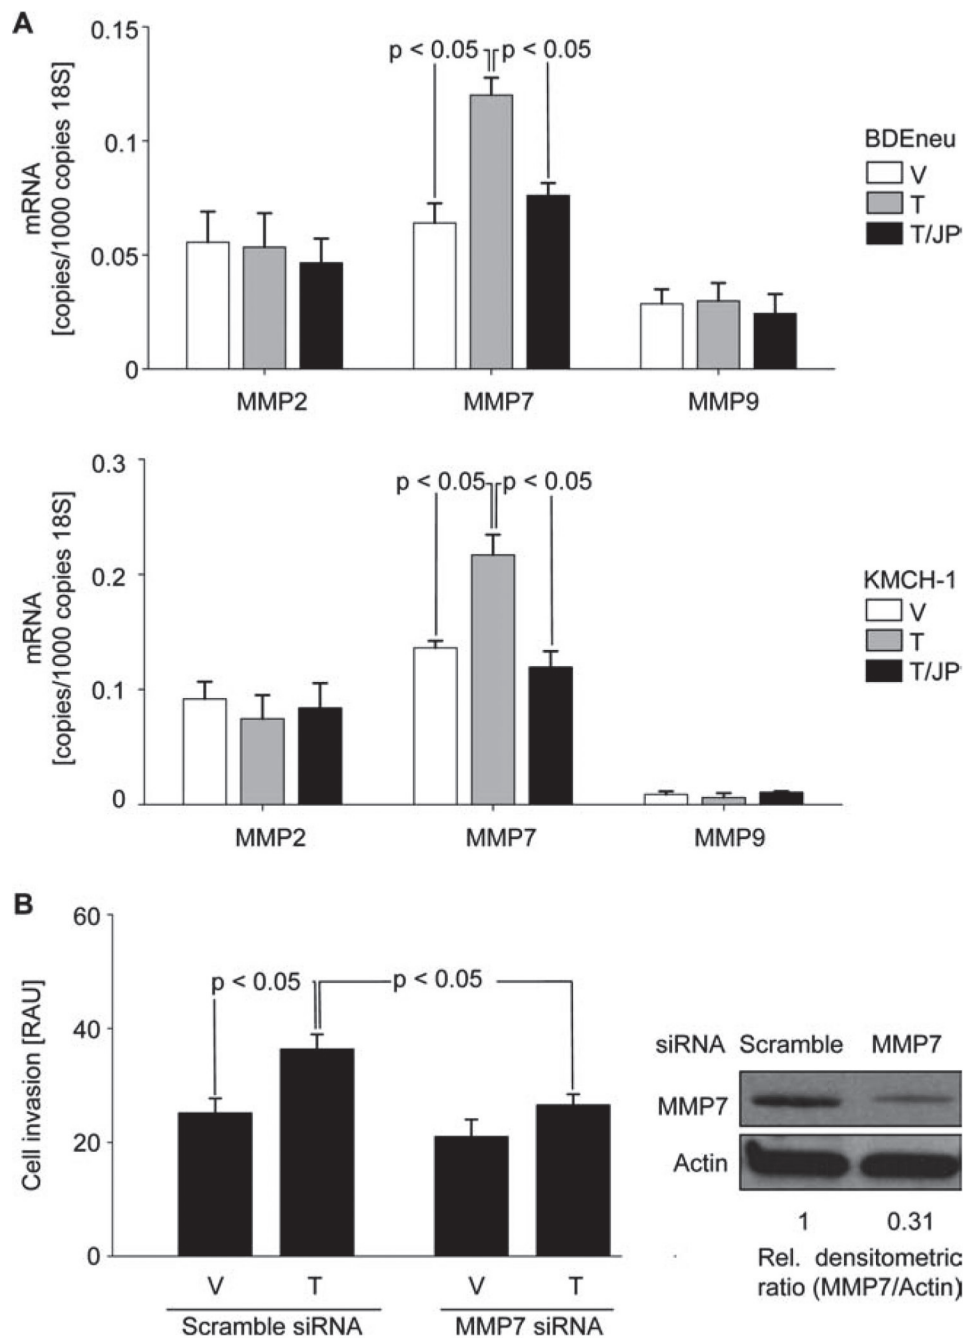 A
mRNA
[copies/1000 copies 18S]
0.15
0.1
0.05
0
p < 0.05
p < 0.05
MMP2
MMP7
MMP9
BDEneu
V
T
T/JP
mRNA
[copies/1000 copies 18S]
0.3
0.2
0.1
0
p < 0.05
p < 0.05
MMP2
MMP7
MMP9
KMCH-1
V
T
T/JP
B
Cell invasion [RAU]
60
40
20
0
p < 0.05
p < 0.05
V T V T
Scramble siRNA MMP7 siRNA
siRNA Scramble MMP7
MMP7
Actin
1 0.31
Rel. densitometric
ratio (MMP7/Actin)